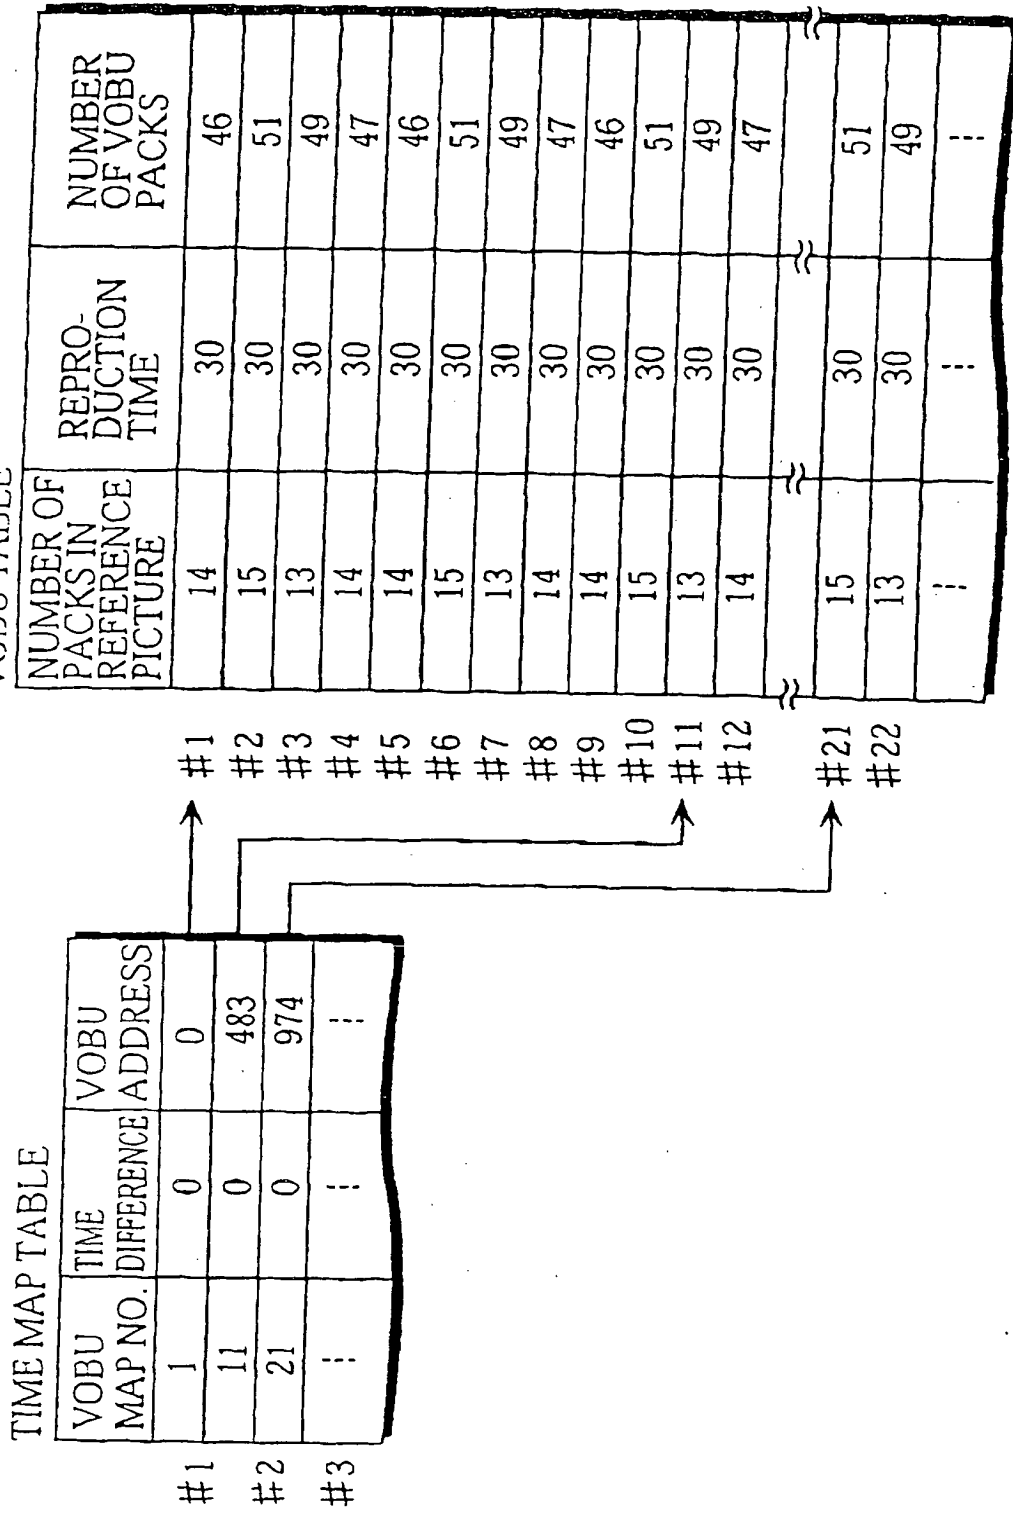 TIME MAP TABLE
VOBU MAP NO. TIME DIFFERENCE VOBU ADDRESS
#1 1 0 0
#2 11 0 483
#3 21 0 974
--- --- ---
TABLE
NUMBER OF PACKS IN REFERENCE PICTURE REPRO-DUCTION TIME NUMBER OF VOBU PACKS
#1 14 30 46
#2 15 30 51
#3 13 30 49
#4 14 30 47
#5 14 30 46
#6 15 30 51
#7 13 30 49
#8 14 30 47
#9 14 30 46
#10 15 30 51
#11 13 30 49
#12 14 30 47
#21 15 30 51
#22 13 30 49
--- --- ---